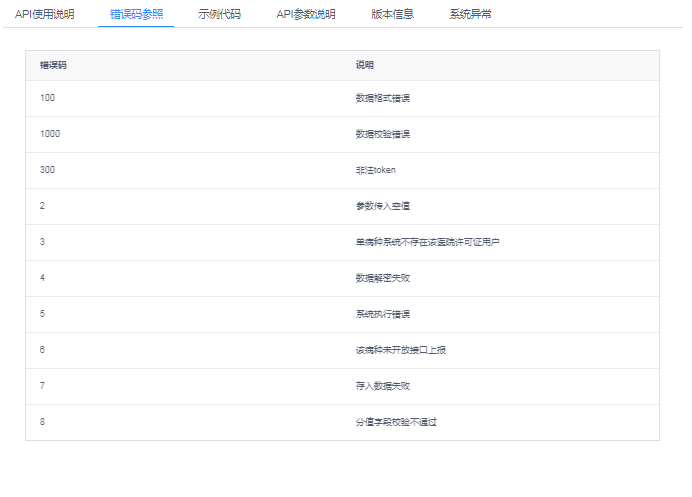 API使用说明 错误码参照 示例代码 API参数说明 版本信息 系统异常
错误码 说明
100 数据格式错误
1000 数据校验错误
300 非法token
2 参数传入空值
3 单病种系统不存在该医院许可证用户
4 数据解密失败
5 系统执行错误
6 该病种未开放接口上报
7 存入数据失败
8 分值字段校验不通过